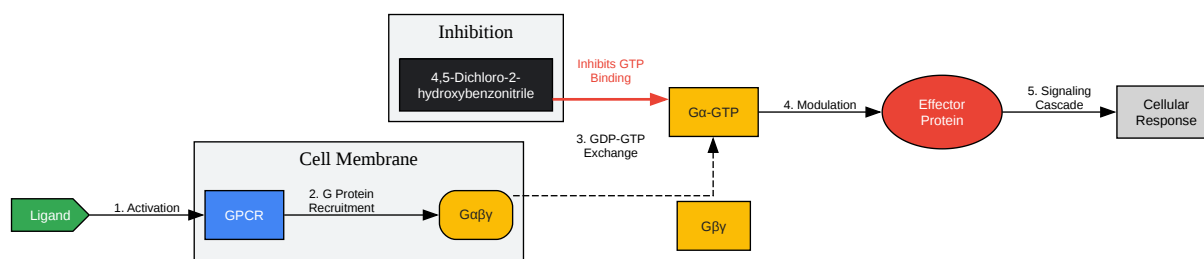 Inhibition
4,5-Dichloro-2-
hydroxybenzonitrile
Inhibits GTP
Binding
Gα-GTP
4. Modulation
Effector
Protein
5. Signaling
Cascade
Cellular
Response
3. GDP-GTP
Exchange
Cell Membrane
Ligand
1. Activation
GPCR
2. G Protein
Recruitment
Gαβγ
Gβγ